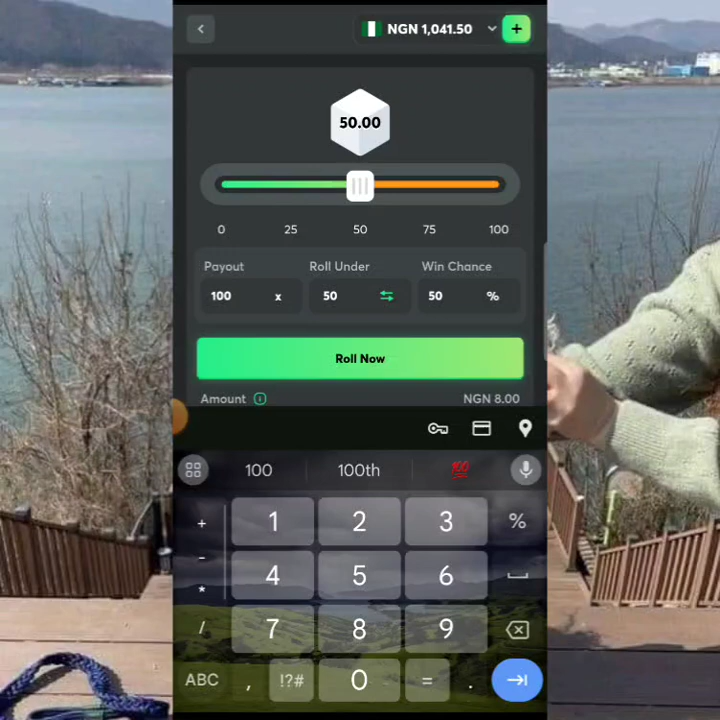 NGN 1,041.50 +
50.00
0 25 50 75 100
Payout Roll Under Win Chance
100 x 50 50 %
Roll Now
Amount NGN 8.00
100 100th 💯
+ 1 2 3 %
- 4 5 6
*
/ 7 8 9
ABC , !?# 0 = .